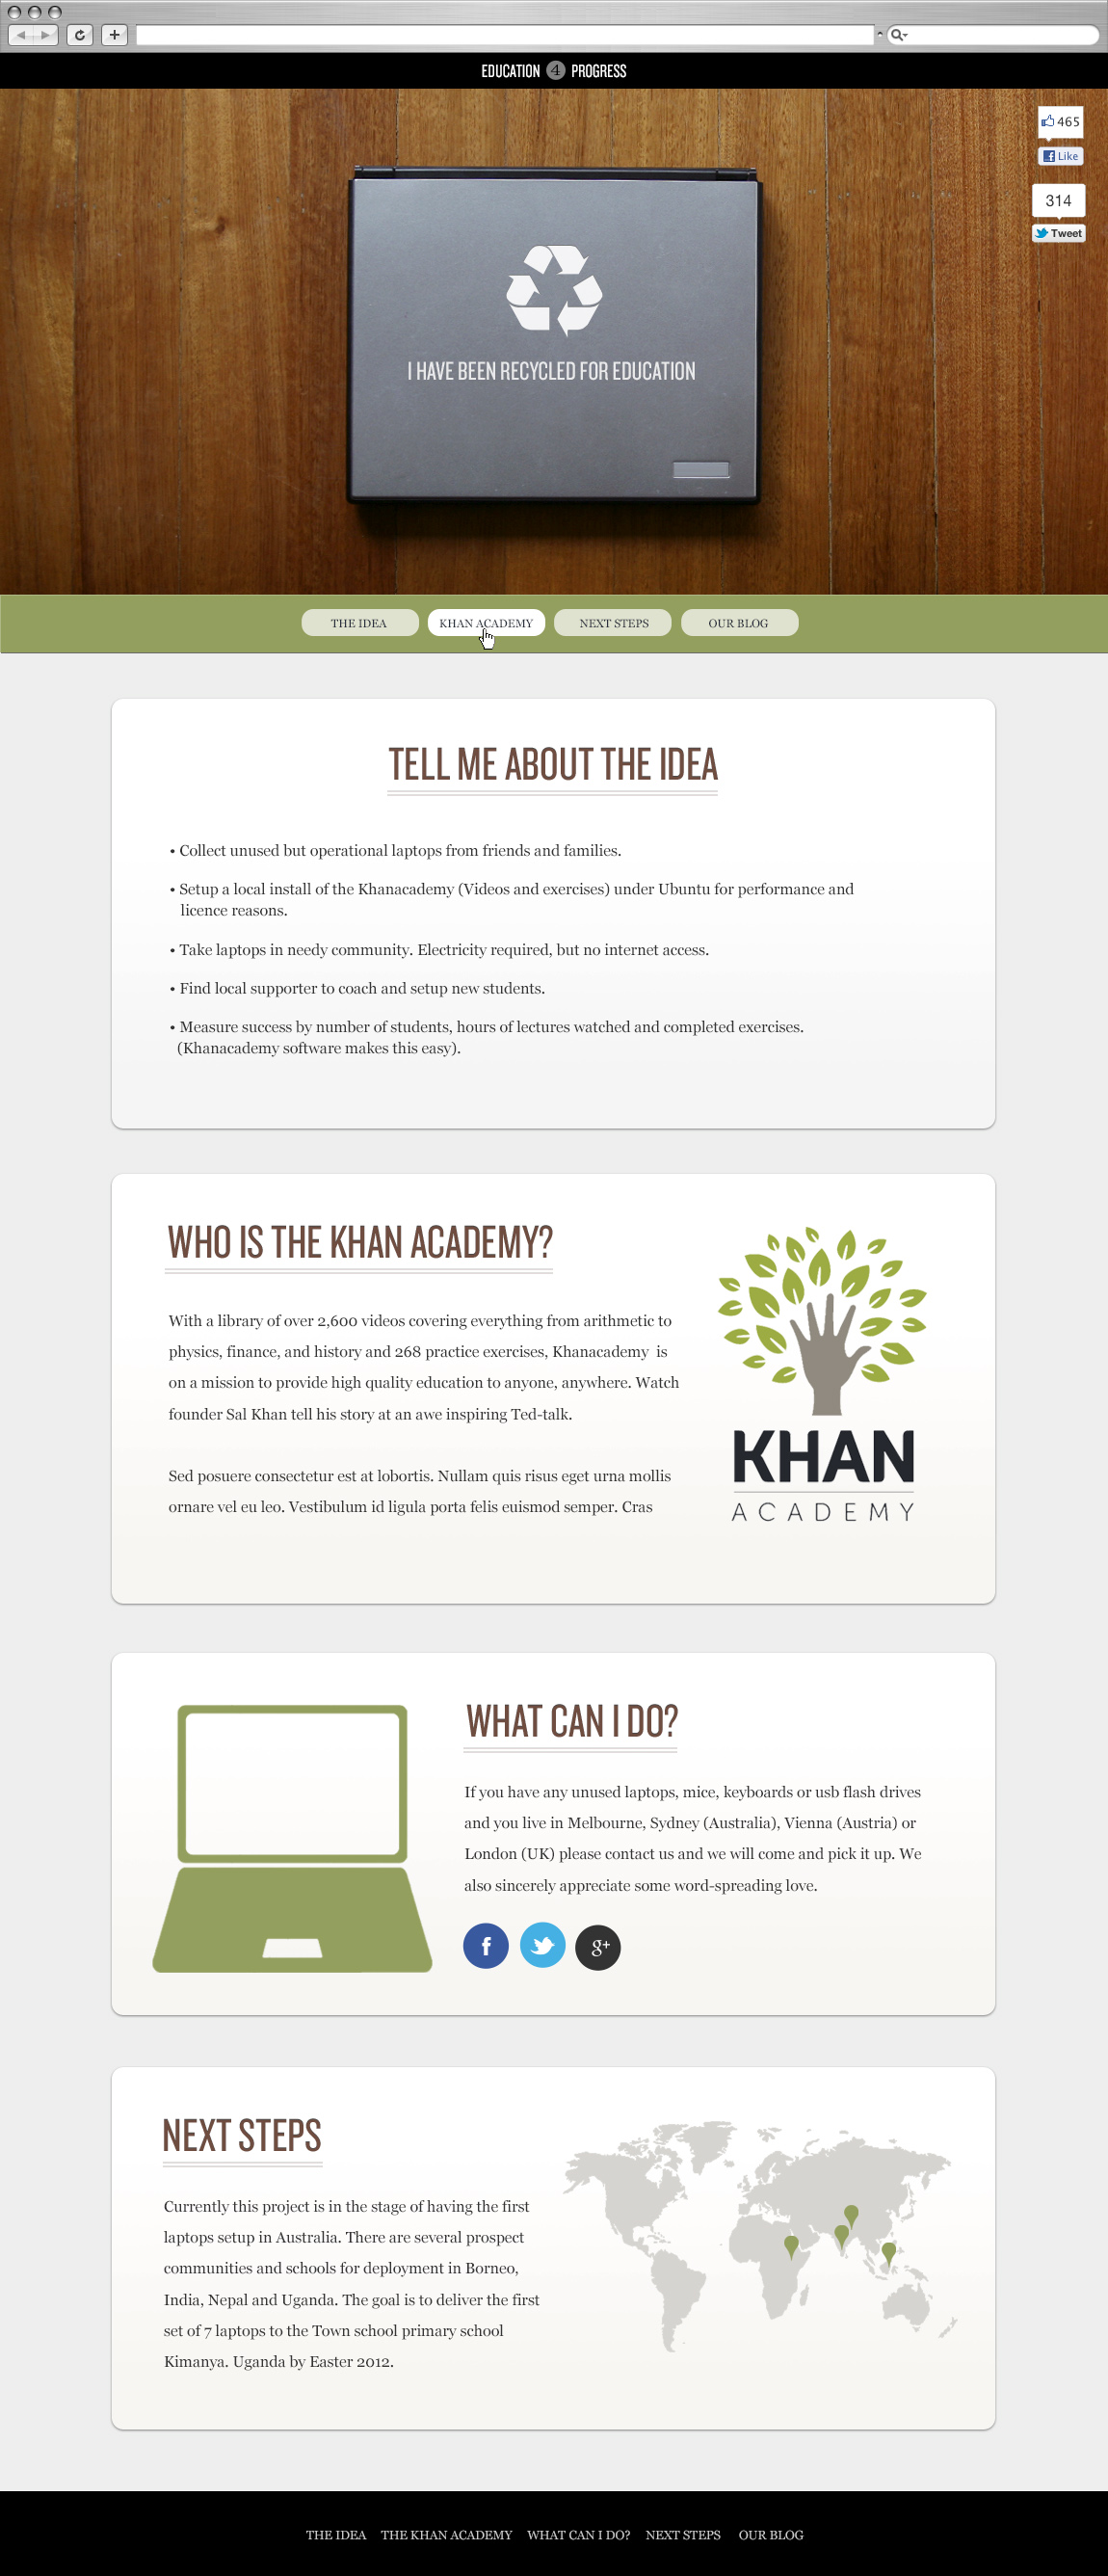 EDUCATION 4 PROGRESS
465
Like
314
Tweet
I HAVE BEEN RECYCLED FOR EDUCATION
THE IDEA KHAN ACADEMY NEXT STEPS OUR BLOG
TELL ME ABOUT THE IDEA
• Collect unused but operational laptops from friends and families.
• Setup a local install of the Khanacademy (Videos and exercises) under Ubuntu for performance and
licence reasons.
• Take laptops in needy community. Electricity required, but no internet access.
• Find local supporter to coach and setup new students.
• Measure success by number of students, hours of lectures watched and completed exercises.
(Khanacademy software makes this easy).
WHO IS THE KHAN ACADEMY?
With a library of over 2,600 videos covering everything from arithmetic to
physics, finance, and history and 268 practice exercises, Khanacademy is
on a mission to provide high quality education to anyone, anywhere. Watch
founder Sal Khan tell his story at an awe inspiring Ted-talk.
Sed posuere consectetur est at lobortis. Nullam quis risus eget urna mollis
ornare vel eu leo. Vestibulum id ligula porta felis euismod semper. Cras
KHAN
ACADEMY
WHAT CAN I DO?
If you have any unused laptops, mice, keyboards or usb flash drives
and you live in Melbourne, Sydney (Australia), Vienna (Austria) or
London (UK) please contact us and we will come and pick it up. We
also sincerely appreciate some word-spreading love.
f
g+
NEXT STEPS
Currently this project is in the stage of having the first
laptops setup in Australia. There are several prospect
communities and schools for deployment in Borneo,
India, Nepal and Uganda. The goal is to deliver the first
set of 7 laptops to the Town school primary school
Kimanya. Uganda by Easter 2012.
THE IDEA THE KHAN ACADEMY WHAT CAN I DO? NEXT STEPS OUR BLOG